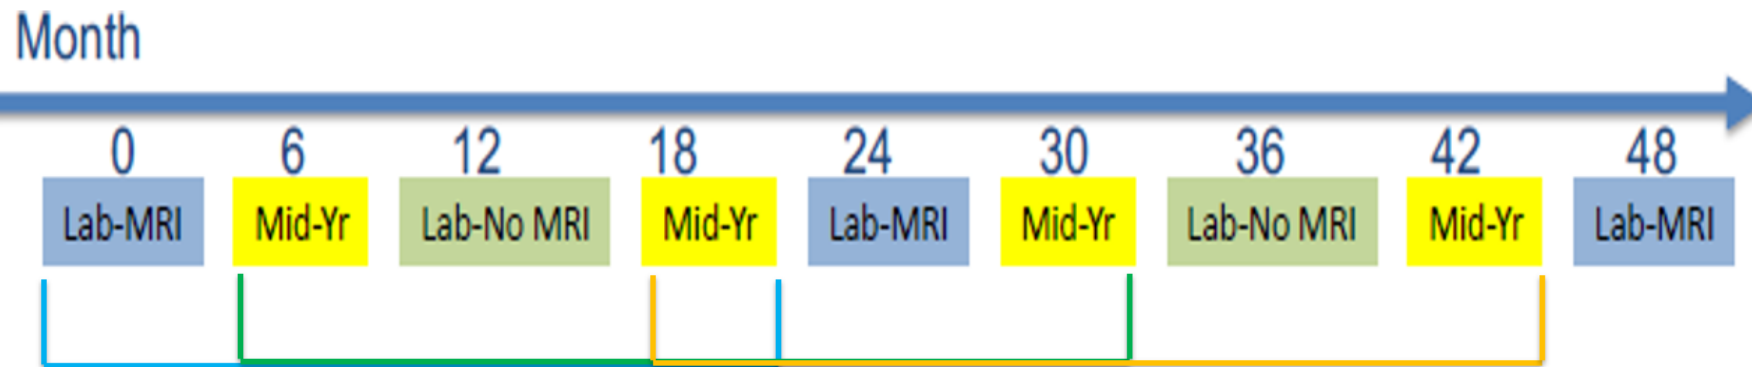 Month
0 6 12 18 24 30 36 42 48
Lab-MRI Mid-Yr Lab-No MRI Mid-Yr Lab-MRI Mid-Yr Lab-No MRI Mid-Yr Lab-MRI